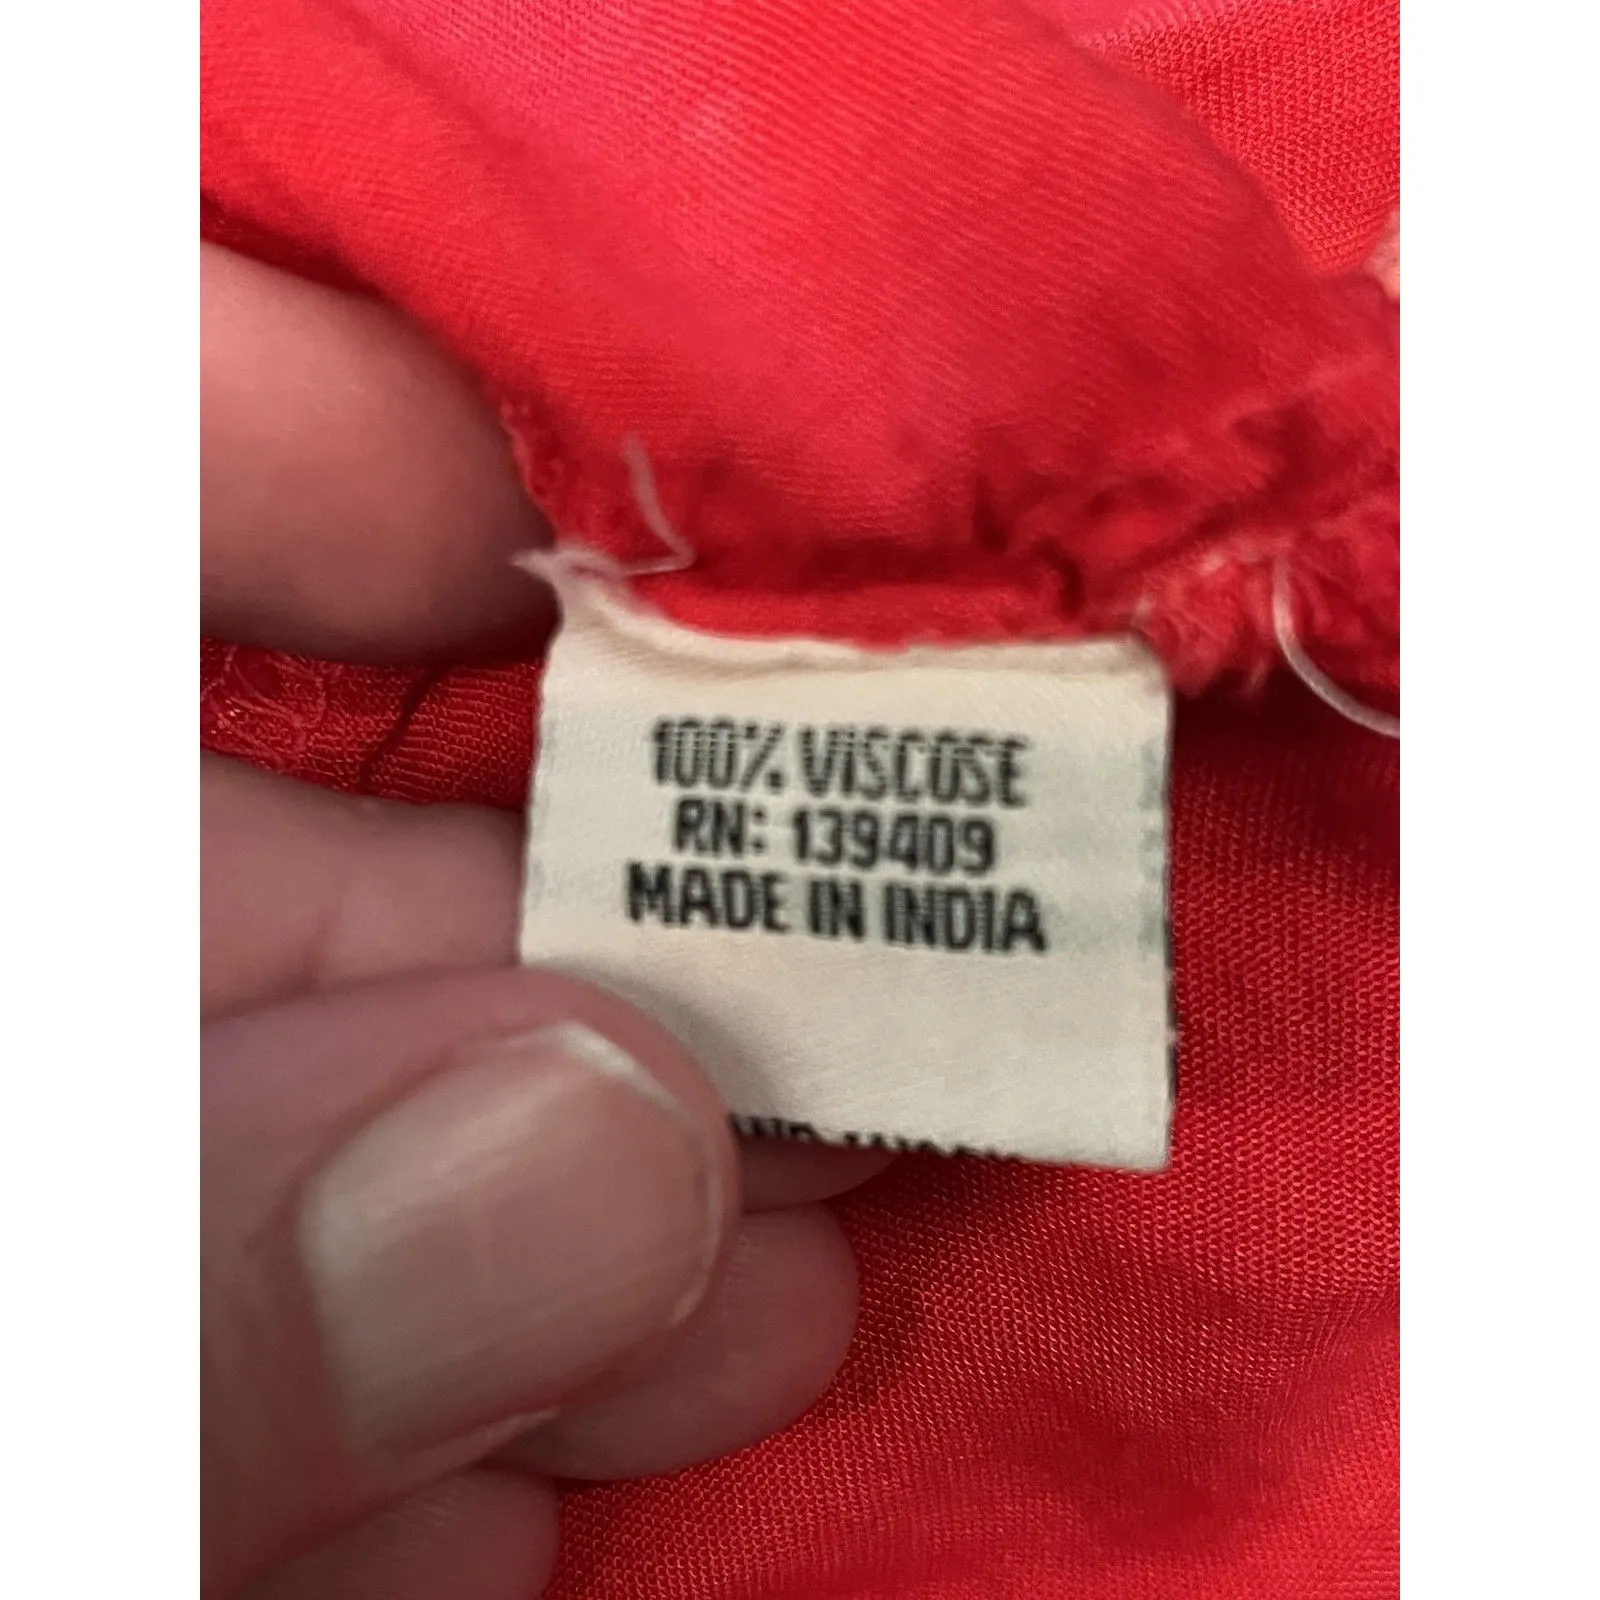 100% VISCOSE
RN: 139409
MADE IN INDIA